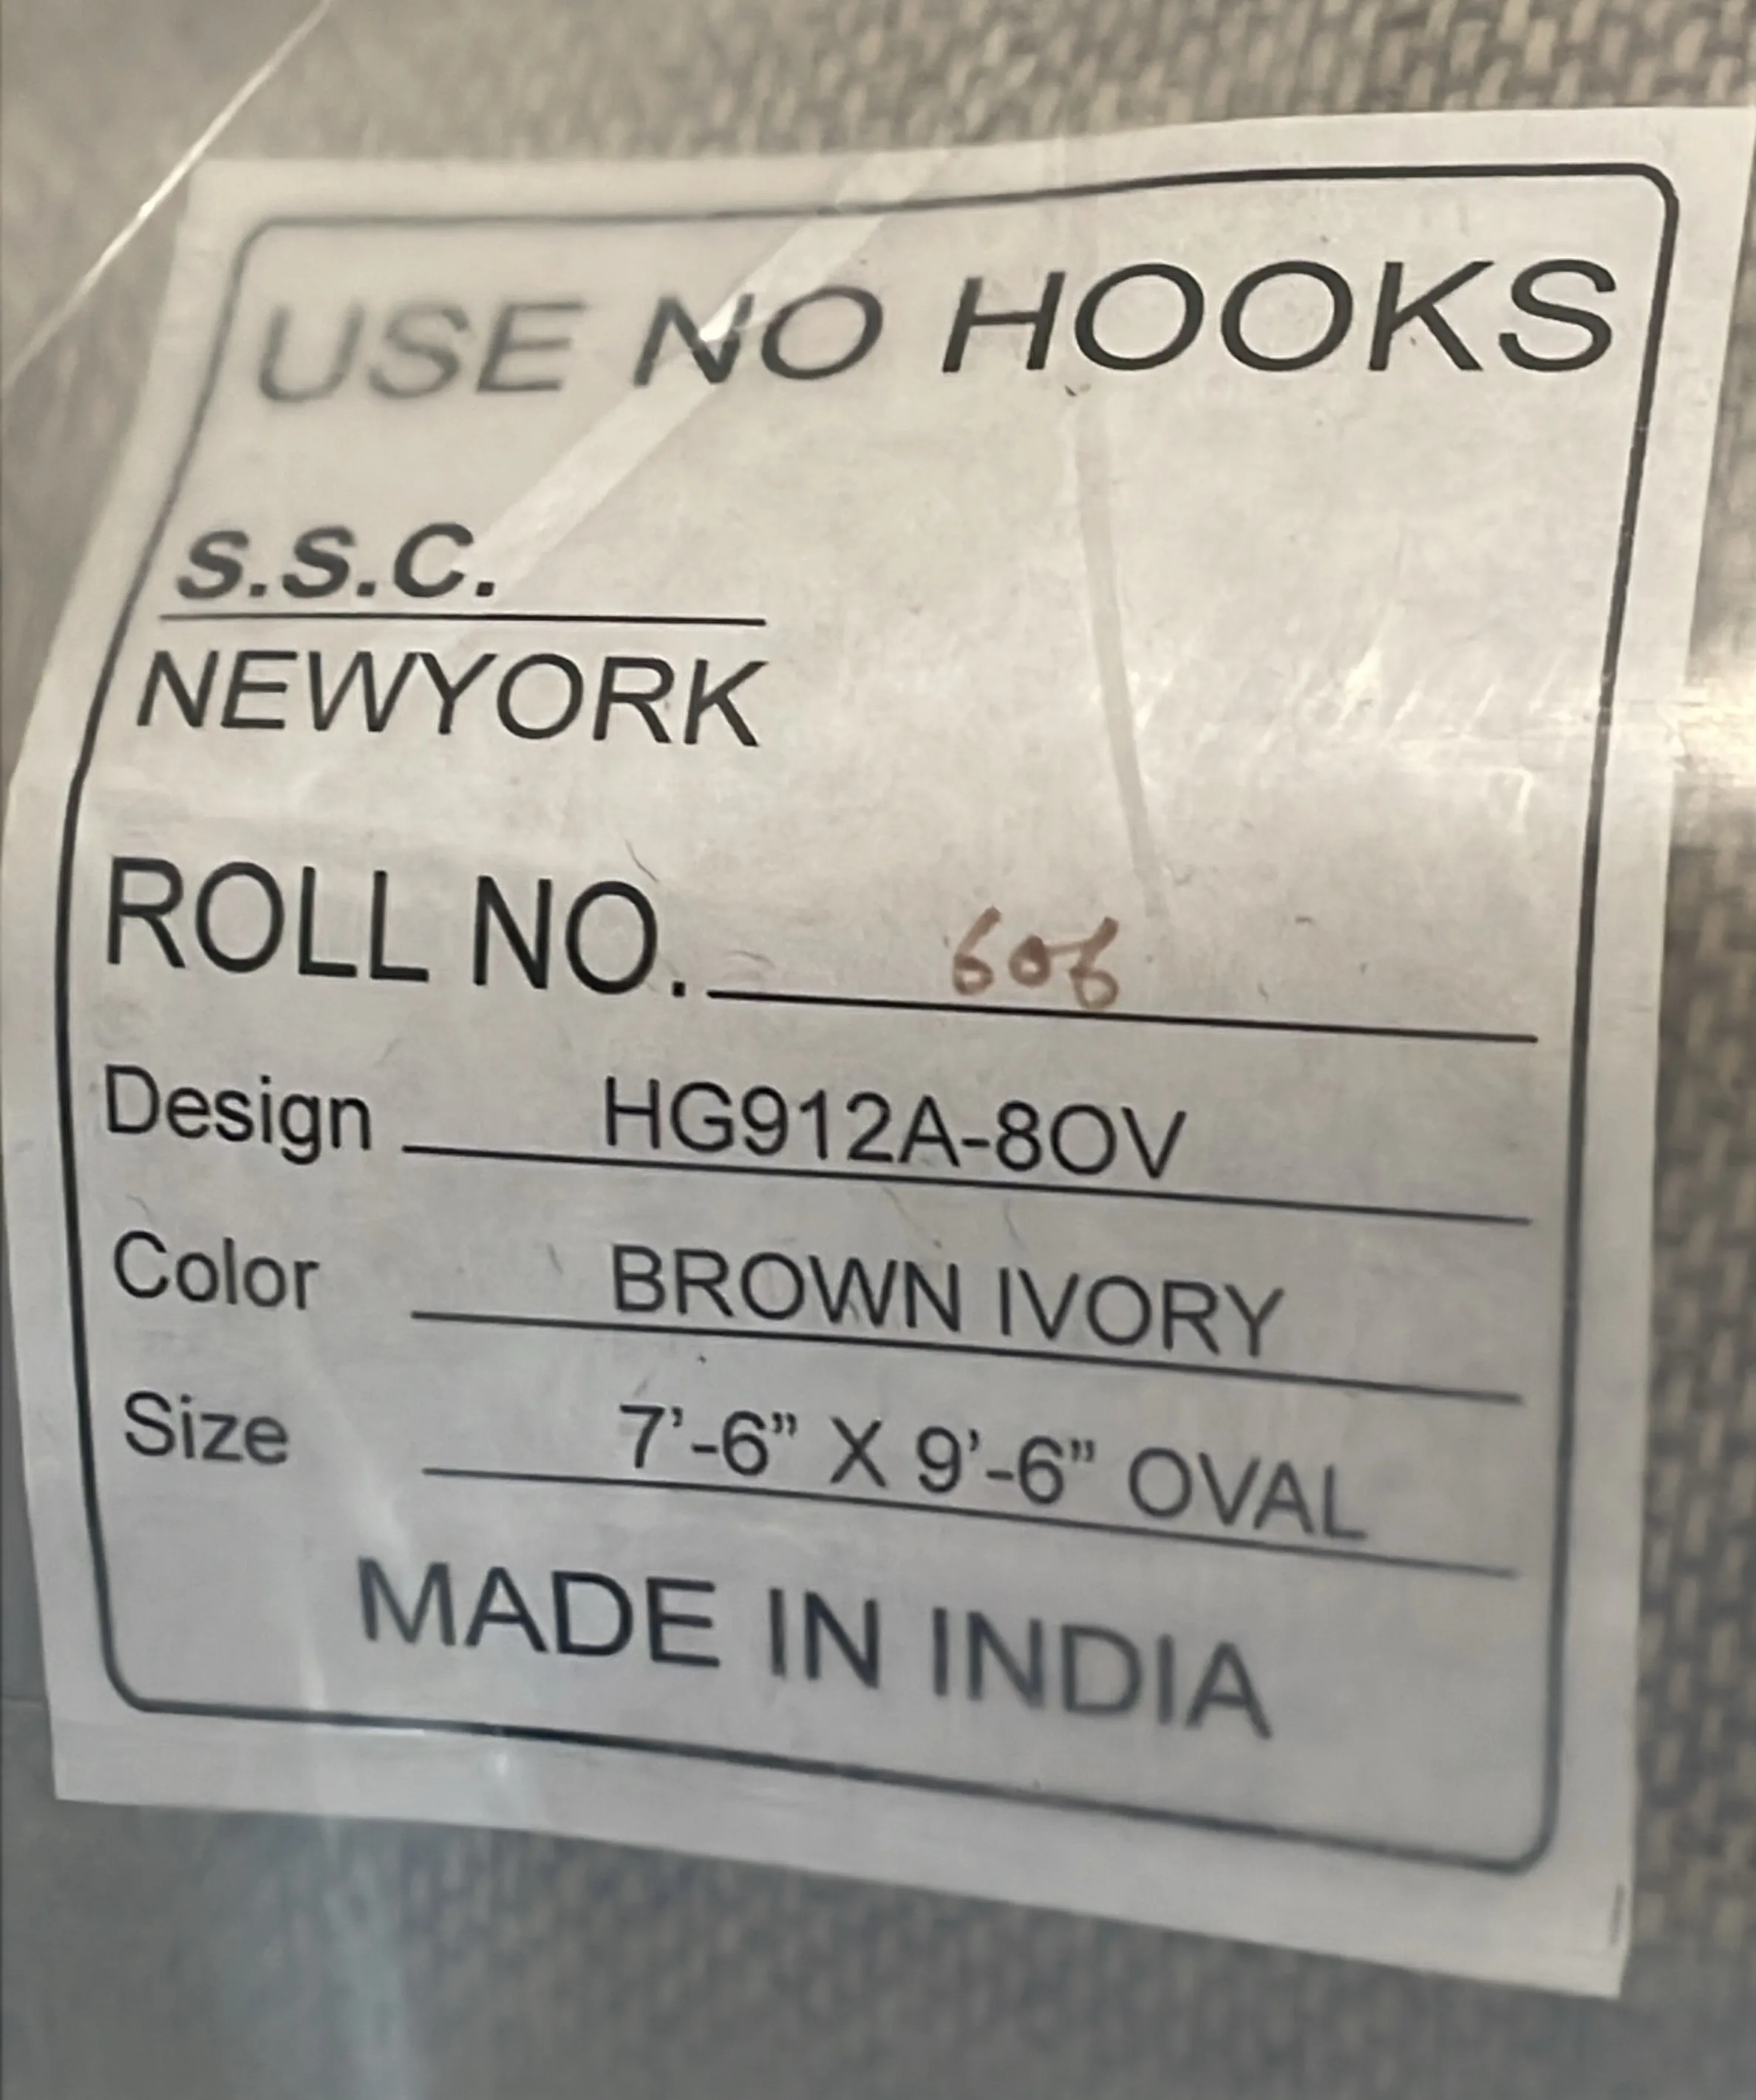 USE NO HOOKS
S.S.C.
NEWYORK
ROLL NO. 606
Design HG912A-8OV
Color BROWN IVORY
Size 7’-6” X 9’-6” OVAL
MADE IN INDIA